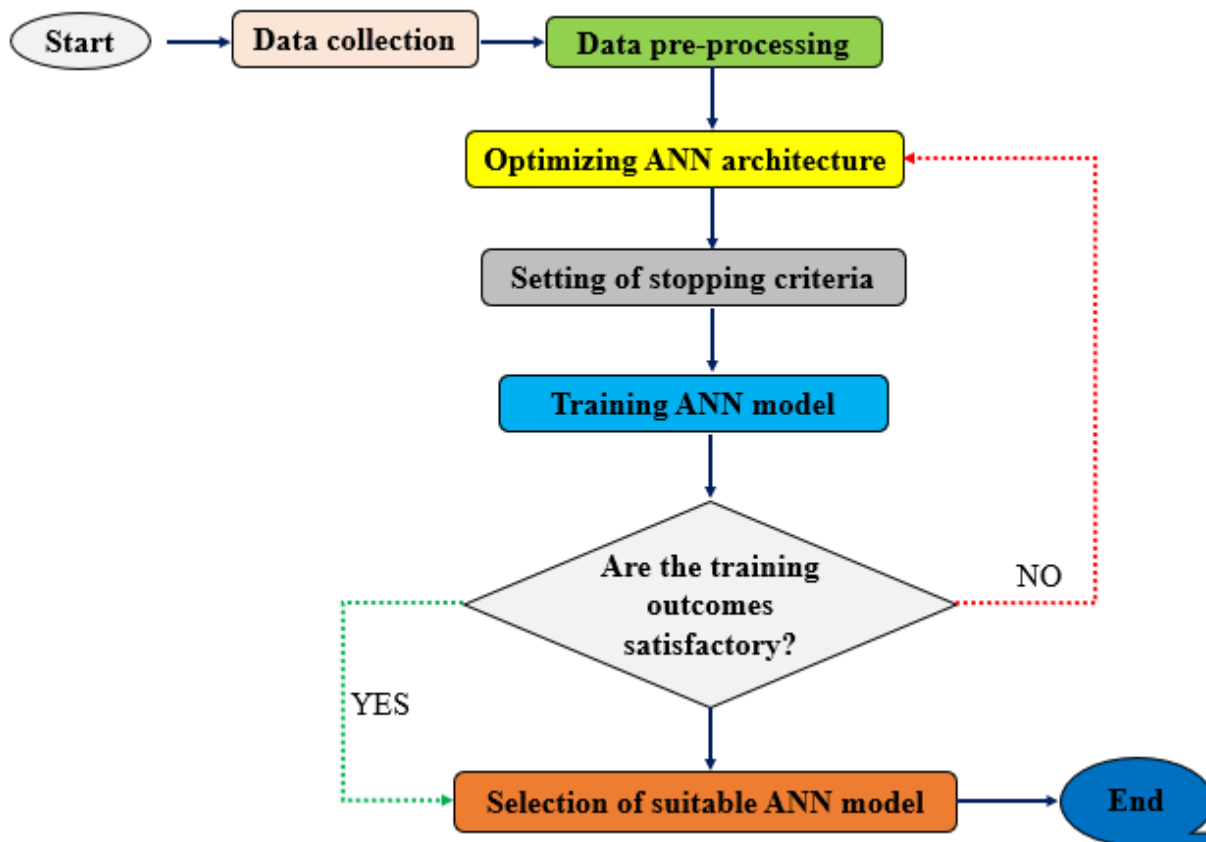 Start
Data collection
Data pre-processing
Optimizing ANN architecture
Setting of stopping criteria
Training ANN model
Are the training
outcomes
satisfactory?
NO
YES
Selection of suitable ANN model
End